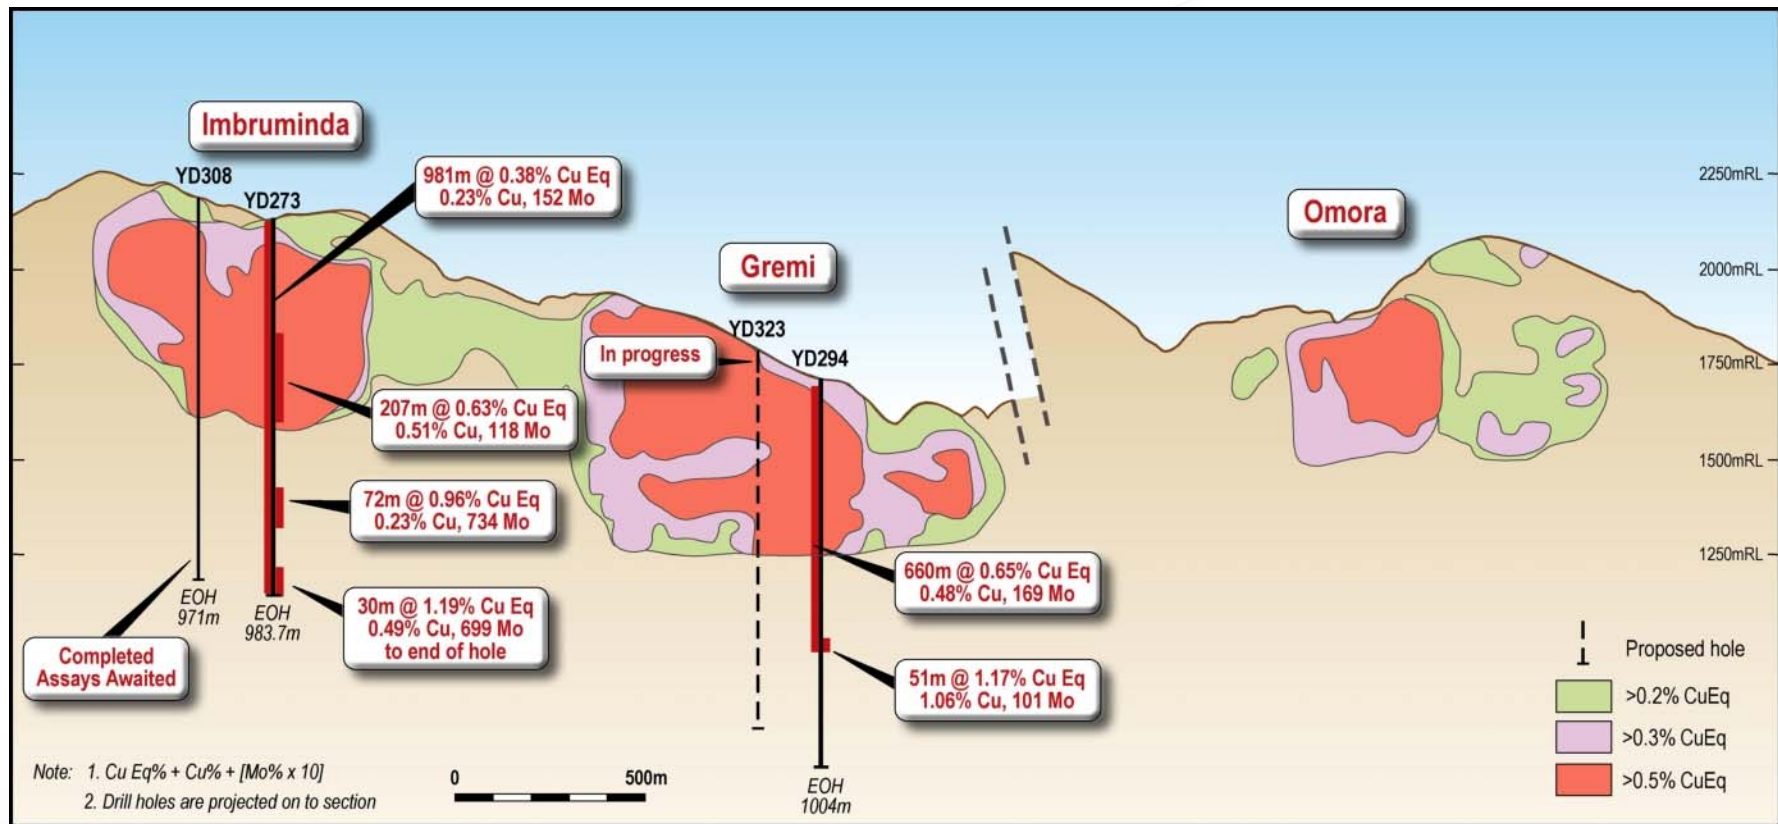 Imbruminda
YD308
YD273
981m @ 0.38% Cu Eq
0.23% Cu, 152 Mo
2250mRL
Omora
Gremi
2000mRL
YD323
In progress
YD294
1750mRL
207m @ 0.63% Cu Eq
0.51% Cu, 118 Mo
1500mRL
72m @ 0.96% Cu Eq
0.23% Cu, 734 Mo
1250mRL
660m @ 0.65% Cu Eq
0.48% Cu, 169 Mo
EOH
971m
EOH
983.7m
30m @ 1.19% Cu Eq
0.49% Cu, 699 Mo
to end of hole
Completed
Assays Awaited
51m @ 1.17% Cu Eq
1.06% Cu, 101 Mo
Proposed hole
>0.2% CuEq
>0.3% CuEq
>0.5% CuEq
Note: 1. Cu Eq% + Cu% + [Mo% x 10]
2. Drill holes are projected on to section
0 500m
EOH
1004m